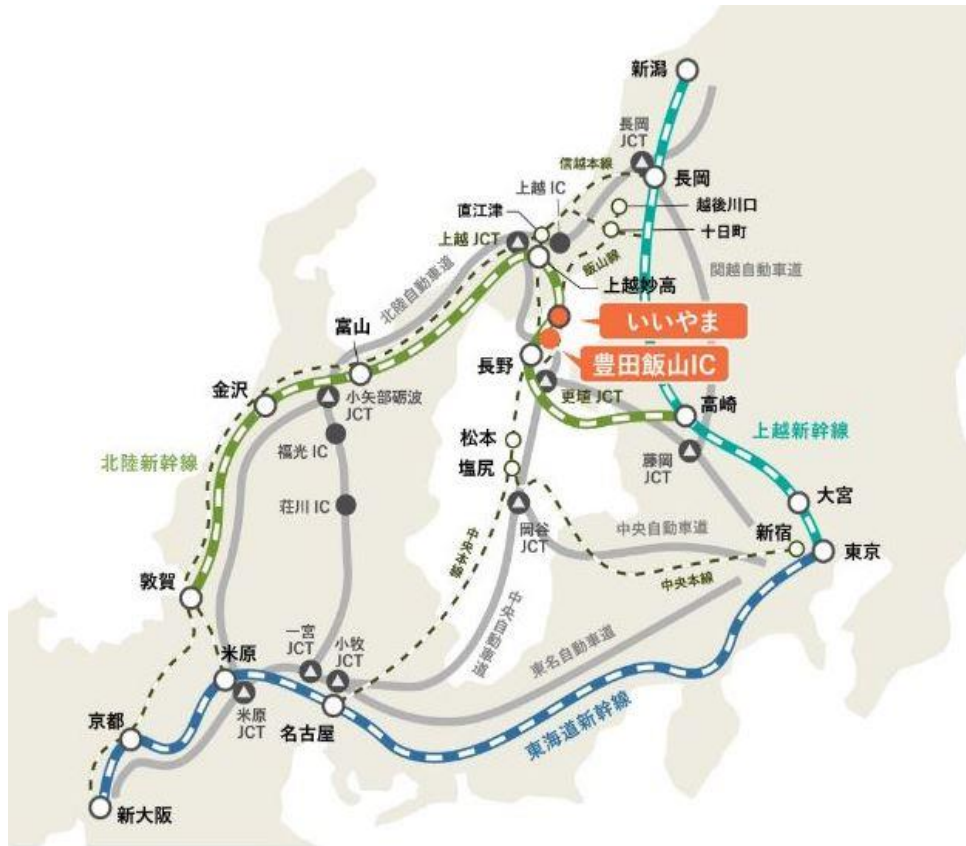 新潟
長岡
JCT
信越本線
長岡
上越 IC
越後川口
直江津
十日町
上越 JCT
飯山線
関越自動車道
上越妙高
北陸自動車道
いいやま
富山
豊田飯山IC
長野
金沢
小矢部砺波
JCT
更埴 JCT
高崎
上越新幹線
松本
福光 IC
藤岡
JCT
北陸新幹線
塩尻
大宮
荘川 IC
岡谷
JCT
中央自動車道
新宿
東京
中央本線
中央本線
敦賀
中央自動車道
一宮
JCT
小牧
JCT
東名自動車道
米原
米原
JCT
名古屋
東海道新幹線
京都
新大阪